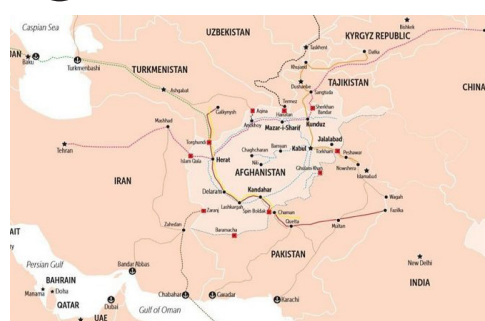 Caspian Sea
UZBEKISTAN
KYRGYZ REPUBLIC
Bishkek
Tashkent
Osh
Baku
Turkmenbashi
TURKMENISTAN
Khujand
Dushanbe
TAJIKISTAN
CHINA
Ashgabat
Galkynysh
Aqina
Termez
Hairatan
Sangtuda
Sherkhan
Bandar
Andkhoy
Kunduz
Mashhad
Mazar-i-Sharif
Tehran
Torghundi
Islam Qala
Herat
Chaghcharan
Bamyan
Nili
Kabul
Jalalabad
Torkham
Peshawar
Nowshera
Islamabad
Ghulam Khan
AFGHANISTAN
IRAN
Delaram
Kandahar
Lashkargah
Spin Boldak
Chaman
Quetta
Multan
Wagah
Fazilka
Zaranj
Zahedan
Baramacha
PAKISTAN
New Delhi
INDIA
Persian Gulf
Bandar Abbas
BAHRAIN
Manama
Doha
QATAR
Dubai
UAE
Gulf of Oman
Chabahar
Gawadar
Karachi